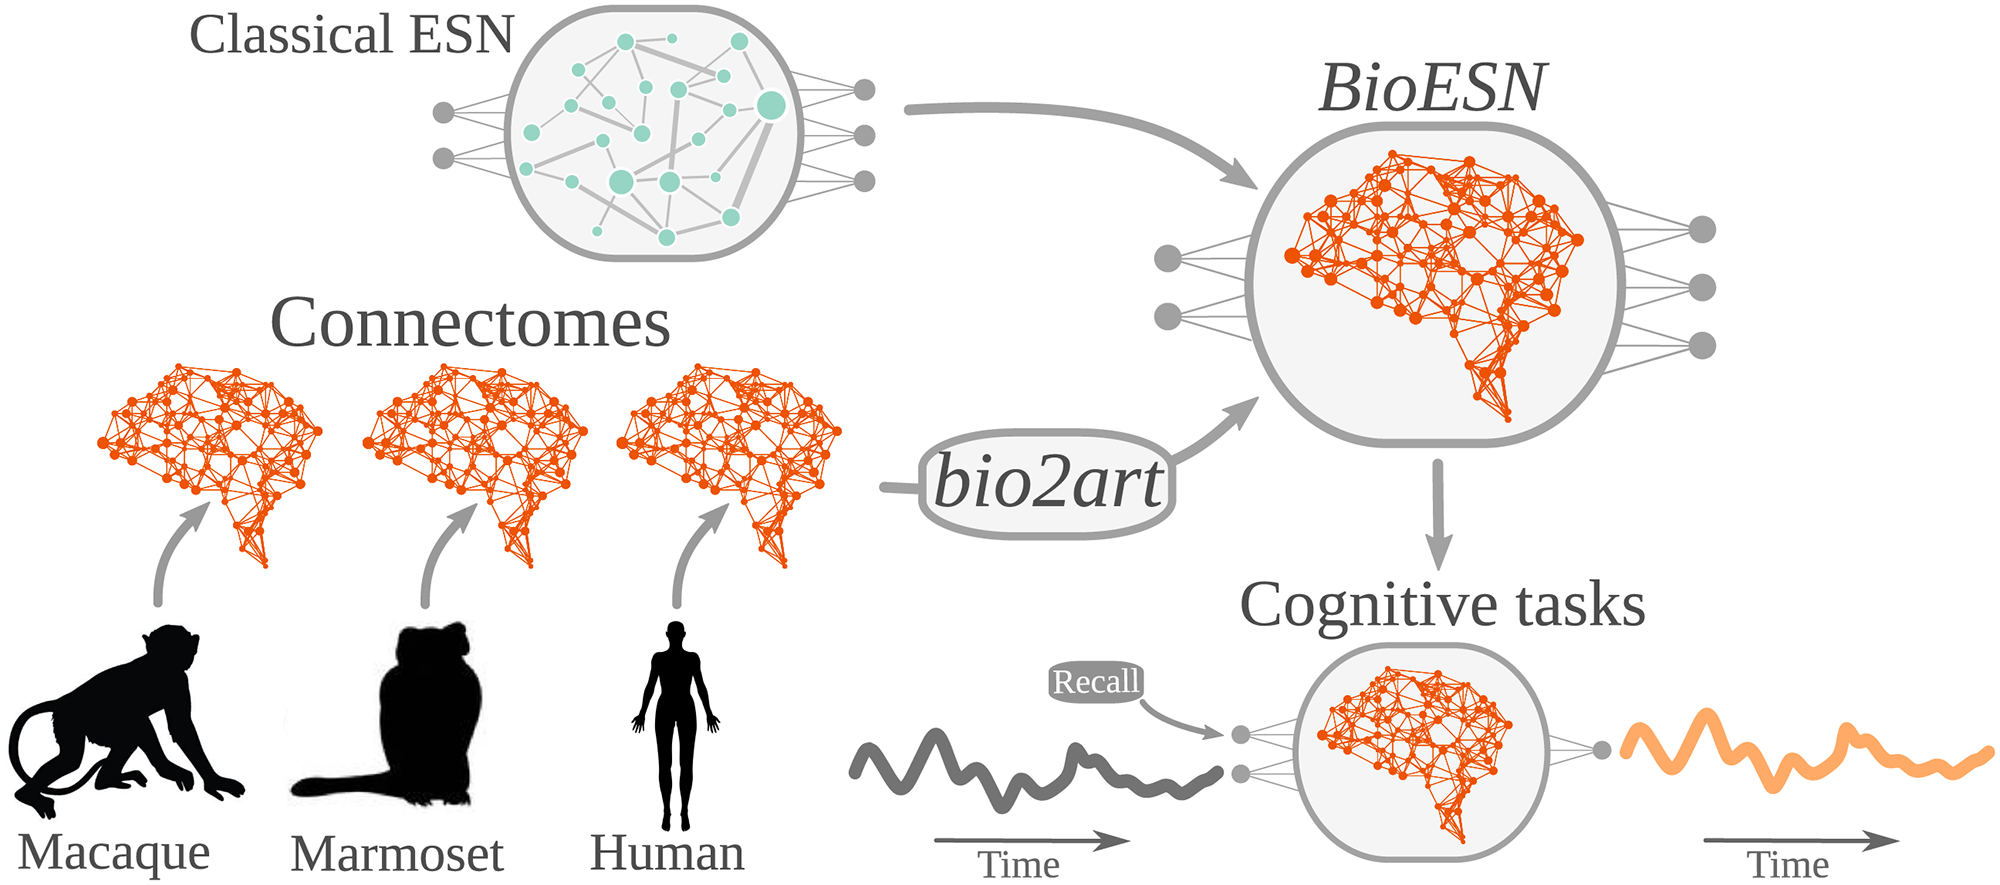 Classical ESN
BioESN
Connectomes
bio2art
Cognitive tasks
Recall
Macaque
Marmoset
Human
Time
Time